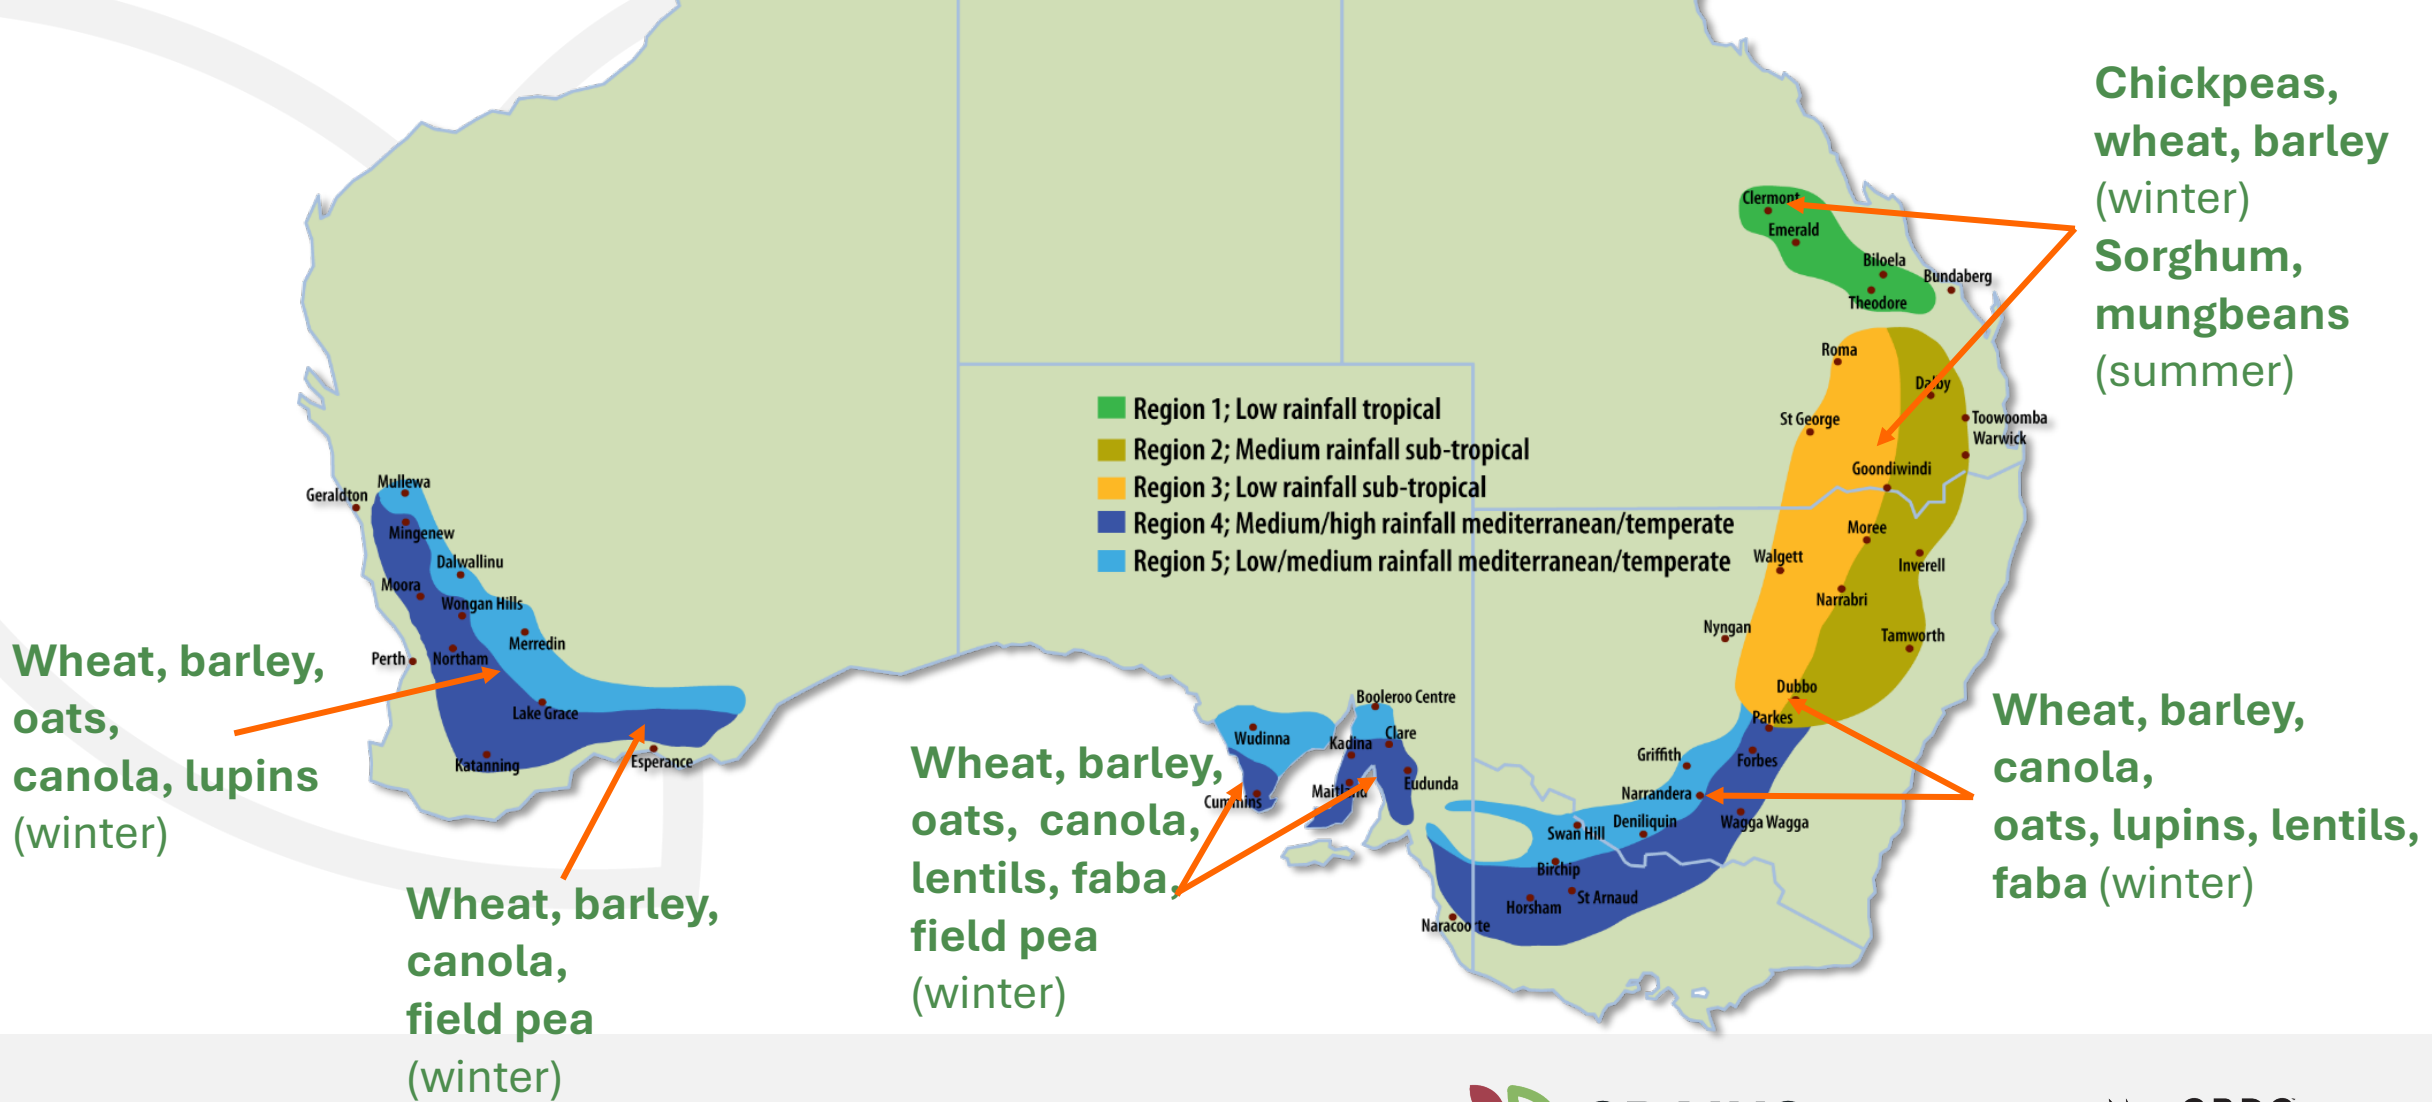 Chickpeas,
wheat, barley
(winter)
Sorghum,
mungbeans
(summer)
Clermont
Emerald
Biloela
Bundaberg
Theodore
Roma
Dalby
St George
Toowoomba
Warwick
Goondiwindi
Region 1; Low rainfall tropical
Region 2; Medium rainfall sub-tropical
Region 3; Low rainfall sub-tropical
Region 4; Medium/high rainfall mediterranean/temperate
Region 5; Low/medium rainfall mediterranean/temperate
Moree
Walgett
Inverell
Narrabri
Nyngan
Tamworth
Dubbo
Parkes
Forbes
Griffith
Narrandera
Wagga Wagga
Deniliquin
Swan Hill
Birchip
St Arnaud
Horsham
Naracoorte
Mullewa
Geraldton
Mingenew
Dalwallinu
Moora
Wongan Hills
Merredin
Perth
Northam
Lake Grace
Katanning
Esperance
Booleroo Centre
Wudinna
Kadina
Clare
Cummins
Maitland
Eudunda
Wheat, barley,
oats,
canola, lupins
(winter)
Wheat, barley,
canola,
field pea
(winter)
Wheat, barley,
oats, canola,
lentils, faba,
field pea
(winter)
Wheat, barley,
canola,
oats, lupins, lentils,
faba (winter)